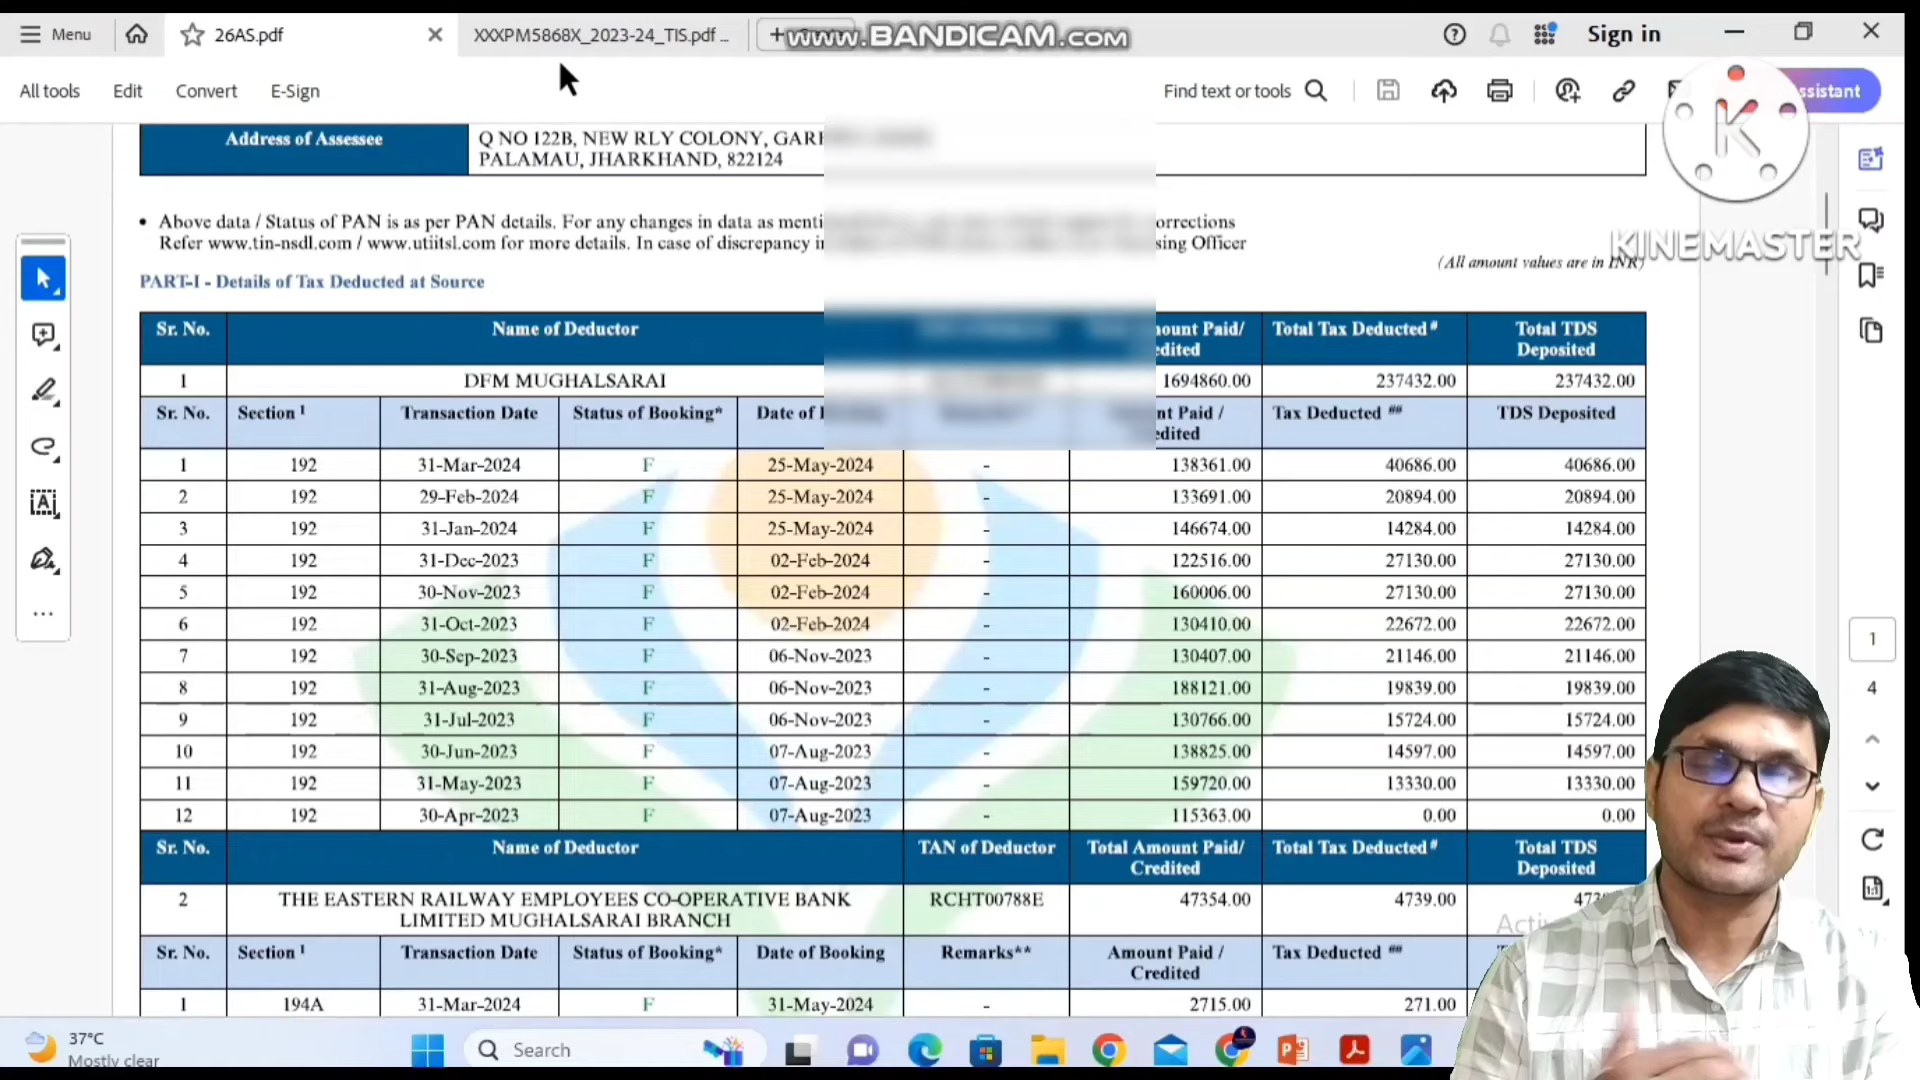 Menu
26AS.pdf
XXXPM5868X_2023-24_TIS.pdf ...
www.BANDICAM.com
Sign in
All tools
Edit
Convert
E-Sign
Find text or tools
ssistant
K
KINEMASTER
Address of Assessee
Q NO 122B, NEW RLY COLONY,
PALAMAU, JHARKHAND, 822124
• Above data / Status of PAN is as per PAN details. For any changes in data as
Refer www.tin-nsdl.com / www.utiitsl.com for more details. In case of discrepancy
Officer
(All amount values are in INR)
PART-I - Details of Tax Deducted at Source
Sr. No. Name of Deductor Paid/ Total Tax Deducted # Total TDS
Deposited
1 DFM MUGHALSARAI 1694860.00 237432.00 237432.00
Sr. No. Section 1 Transaction Date Status of Booking* Date of Paid / Tax Deducted ## TDS Deposited
1 192 31-Mar-2024 F 25-May-2024 - 138361.00 40686.00 40686.00
2 192 29-Feb-2024 F 25-May-2024 - 133691.00 20894.00 20894.00
3 192 31-Jan-2024 F 25-May-2024 - 146674.00 14284.00 14284.00
4 192 31-Dec-2023 F 02-Feb-2024 - 122516.00 27130.00 27130.00
5 192 30-Nov-2023 F 02-Feb-2024 - 160006.00 27130.00 27130.00
6 192 31-Oct-2023 F 02-Feb-2024 - 130410.00 22672.00 22672.00
7 192 30-Sep-2023 F 06-Nov-2023 - 130407.00 21146.00 21146.00
8 192 31-Aug-2023 F 06-Nov-2023 - 188121.00 19839.00 19839.00
9 192 31-Jul-2023 F 06-Nov-2023 - 130766.00 15724.00 15724.00
10 192 30-Jun-2023 F 07-Aug-2023 - 138825.00 14597.00 14597.00
11 192 31-May-2023 F 07-Aug-2023 - 159720.00 13330.00 13330.00
12 192 30-Apr-2023 F 07-Aug-2023 - 115363.00 0.00 0.00
Sr. No. Name of Deductor TAN of Deductor Total Amount Paid/ Total Tax Deducted # Total TDS
Credited Deposited
2 THE EASTERN RAILWAY EMPLOYEES CO-OPERATIVE BANK RCHT00788E 47354.00 4739.00
LIMITED MUGHALSARAI BRANCH
Sr. No. Section 1 Transaction Date Status of Booking* Date of Booking Remarks** Amount Paid / Tax Deducted ##
Credited
1 194A 31-Mar-2024 F 31-May-2024 - 2715.00 271.00
1
4
37°C
Mostly clear
Search